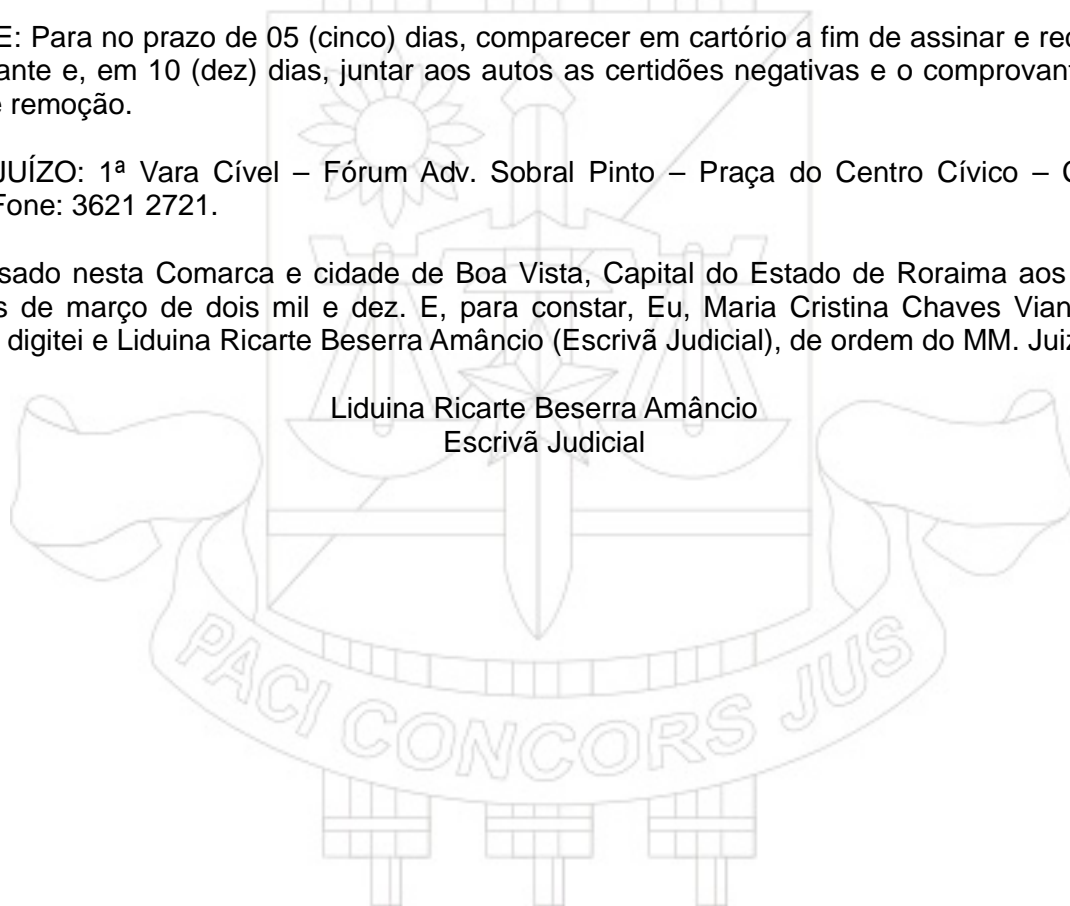 E: Para no prazo de 05 (cinco) dias, comparecer em cartório a fim de assinar e rec
ante e, em 10 (dez) dias, juntar aos autos as certidões negativas e o comprovant
remoção.
JUÍZO: 1ª Vara Cível – Fórum Adv. Sobral Pinto – Praça do Centro Cívico – C
Fone: 3621 2721.
sado nesta Comarca e cidade de Boa Vista, Capital do Estado de Roraima aos
s de março de dois mil e dez. E, para constar, Eu, Maria Cristina Chaves Vian
digitei e Liduina Ricarte Beserra Amâncio (Escrivã Judicial), de ordem do MM. Juiz
Liduina Ricarte Beserra Amâncio
Escrivã Judicial
PACI CONCORS JUS